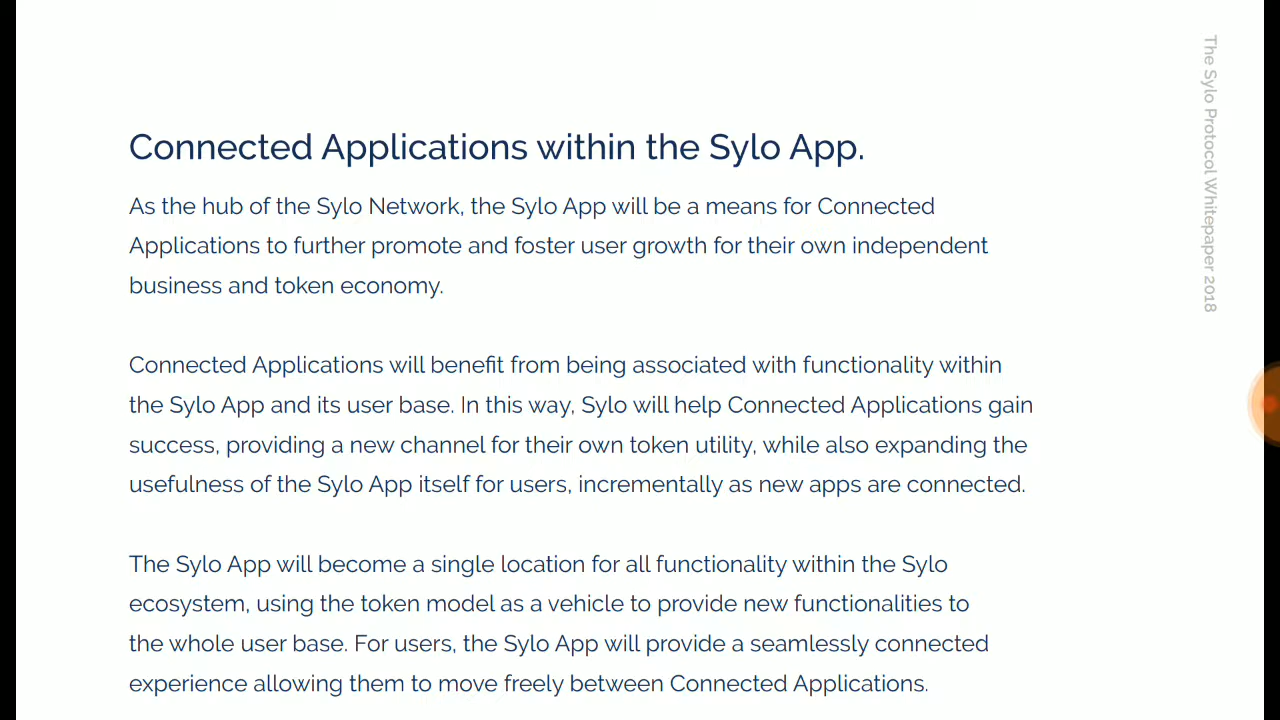 Connected Applications within the Sylo App.
As the hub of the Sylo Network, the Sylo App will be a means for Connected
Applications to further promote and foster user growth for their own independent
business and token economy.
Connected Applications will benefit from being associated with functionality within
the Sylo App and its user base. In this way, Sylo will help Connected Applications gain
success, providing a new channel for their own token utility, while also expanding the
usefulness of the Sylo App itself for users, incrementally as new apps are connected.
The Sylo App will become a single location for all functionality within the Sylo
ecosystem, using the token model as a vehicle to provide new functionalities to
the whole user base. For users, the Sylo App will provide a seamlessly connected
experience allowing them to move freely between Connected Applications.
The Sylo Protocol Whitepaper 2018